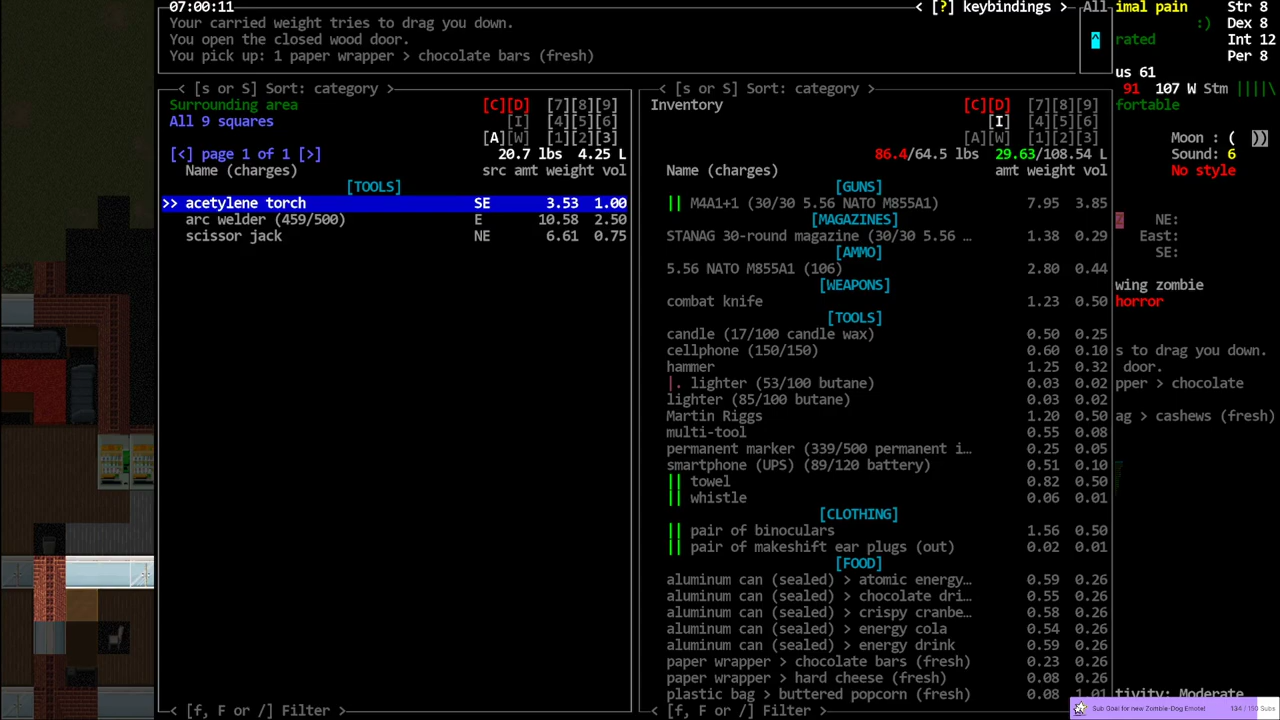 07:00:11
< [?] keybindings >
All
imal pain
Str 8
Your carried weight tries to drag you down.
:)
Dex 8
You open the closed wood door.
^
rated
Int 12
You pick up: 1 paper wrapper > chocolate bars (fresh)
Per 8
us 61
< [s or S] Sort: category >
< [s or S] Sort: category >
91 107 W Stm ||||\
Surrounding area
[C][D] [7][8][9]
Inventory
[C][D] [7][8][9]
fortable
All 9 squares
[I] [4][5][6]
[I] [4][5][6]
[A][W] [1][2][3]
[A][W] [1][2][3]
Moon : ( ))
[<] page 1 of 1 [>]
20.7 lbs 4.25 L
86.4/64.5 lbs 29.63/108.54 L
Sound: 6
Name (charges)
src amt weight vol
Name (charges)
amt weight vol
No style
[TOOLS]
[GUNS]
>> acetylene torch SE 3.53 1.00
|| M4A1+1 (30/30 5.56 NATO M855A1) 7.95 3.85
arc welder (459/500) E 10.58 2.50
[MAGAZINES]
Z NE:
scissor jack NE 6.61 0.75
STANAG 30-round magazine (30/30 5.56 … 1.38 0.29
East:
[AMMO]
SE:
5.56 NATO M855A1 (106) 2.80 0.44
[WEAPONS]
wing zombie
combat knife 1.23 0.50
horror
[TOOLS]
candle (17/100 candle wax) 0.50 0.25
cellphone (150/150) 0.60 0.10
s to drag you down.
hammer 1.25 0.32
door.
|. lighter (53/100 butane) 0.03 0.02
pper > chocolate
lighter (85/100 butane) 0.03 0.02
Martin Riggs 1.20 0.50
ag > cashews (fresh)
multi-tool 0.55 0.08
permanent marker (339/500 permanent i… 0.25 0.05
smartphone (UPS) (89/120 battery) 0.51 0.10
|| towel 0.82 0.50
|| whistle 0.06 0.01
[CLOTHING]
|| pair of binoculars 1.56 0.50
|| pair of makeshift ear plugs (out) 0.02 0.01
[FOOD]
aluminum can (sealed) > atomic energy… 0.59 0.26
aluminum can (sealed) > chocolate dri… 0.55 0.26
aluminum can (sealed) > crispy cranbe… 0.58 0.26
aluminum can (sealed) > energy cola 0.54 0.26
aluminum can (sealed) > energy drink 0.59 0.26
paper wrapper > chocolate bars (fresh) 0.23 0.26
paper wrapper > hard cheese (fresh) 0.08 0.26
plastic bag > buttered popcorn (fresh) 0.08 1.01
tivity: Moderate
< [f, F or /] Filter >
< [f, F or /] Filter >
Sub Goal for new Zombie-Dog Emote! 134 / 150 Subs